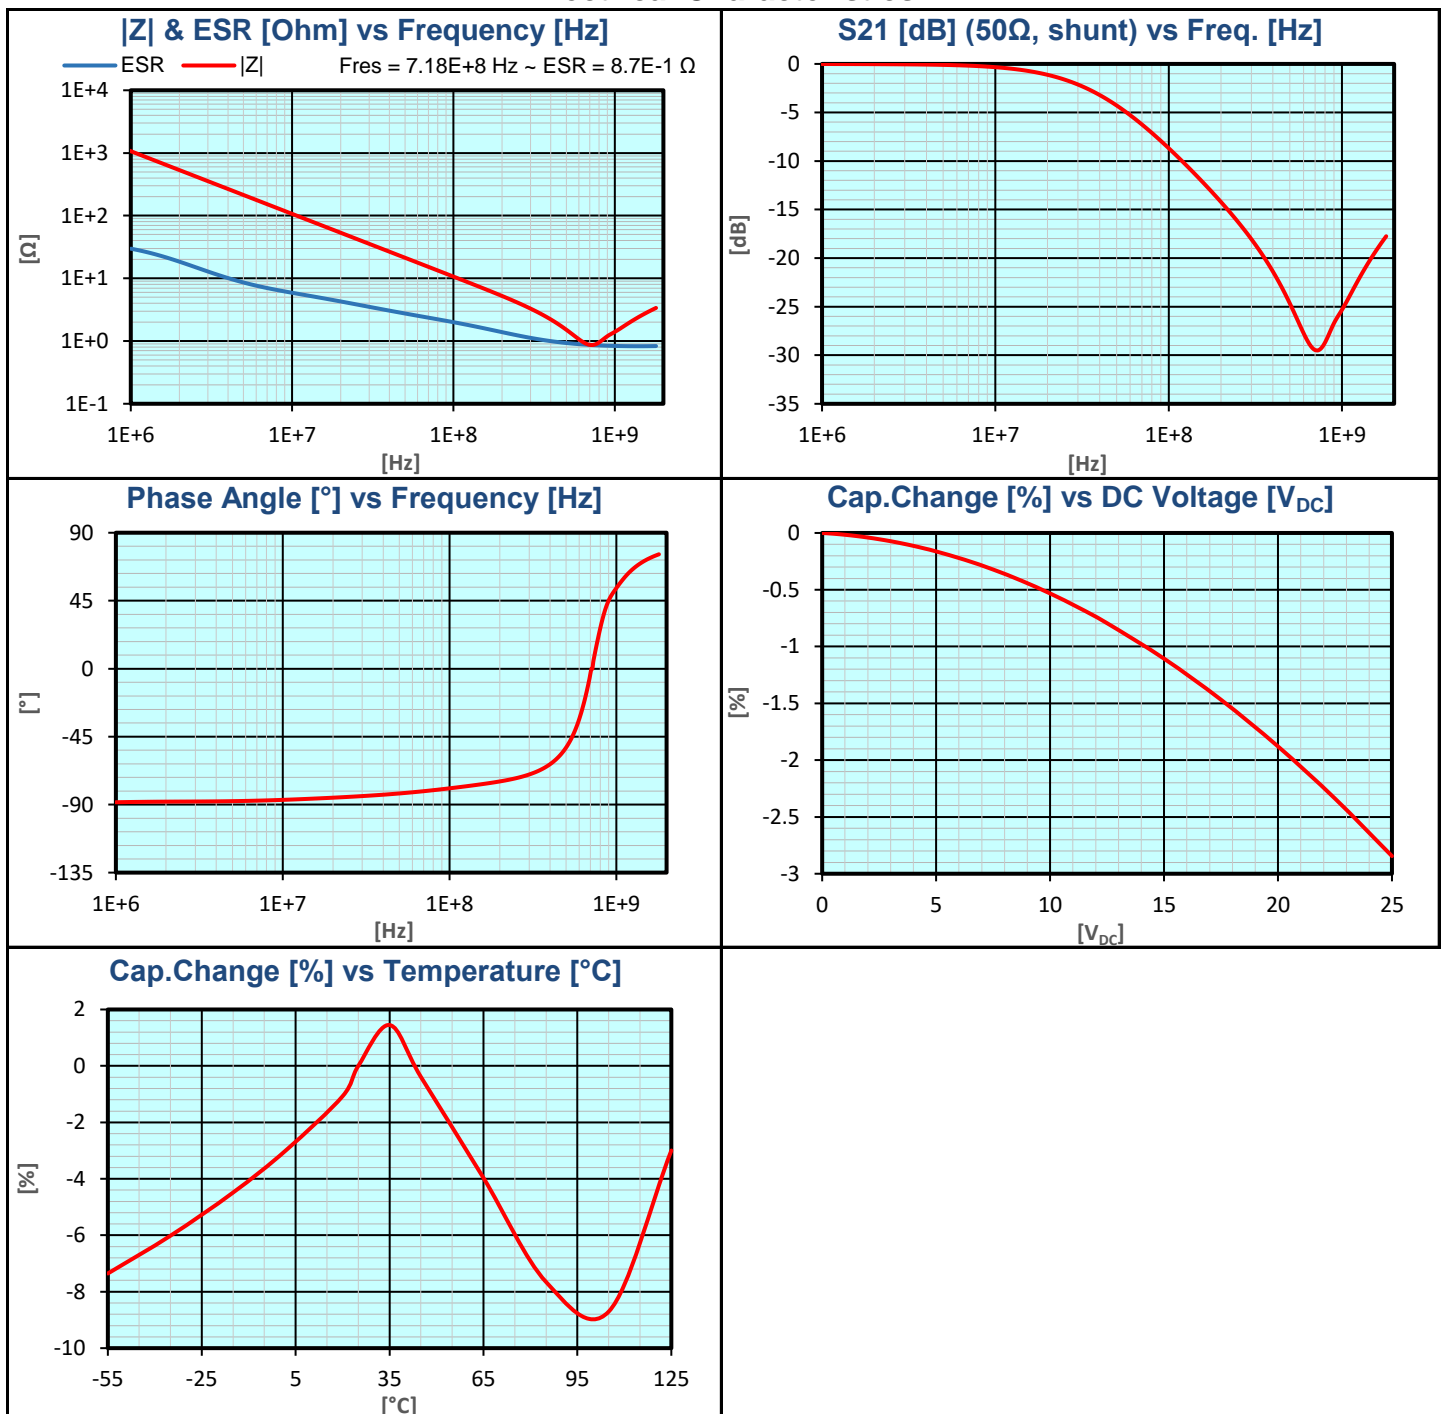 |Z| & ESR [Ohm] vs Frequency [Hz]
ESR |Z| Fres = 7.18E+8 Hz ~ ESR = 8.7E-1 Ω
1E+4
1E+3
1E+2
1E+1
1E+0
1E-1
[Ω]
1E+6 1E+7 1E+8 1E+9
[Hz]
S21 [dB] (50Ω, shunt) vs Freq. [Hz]
0
-5
-10
-15
-20
-25
-30
-35
[dB]
1E+6 1E+7 1E+8 1E+9
[Hz]
Phase Angle [°] vs Frequency [Hz]
90
45
0
-45
-90
-135
[°]
1E+6 1E+7 1E+8 1E+9
[Hz]
Cap.Change [%] vs DC Voltage [VDC]
0
-0.5
-1
-1.5
-2
-2.5
-3
[%]
0 5 10 15 20 25
[VDC]
Cap.Change [%] vs Temperature [°C]
2
0
-2
-4
-6
-8
-10
[%]
-55 -25 5 35 65 95 125
[°C]